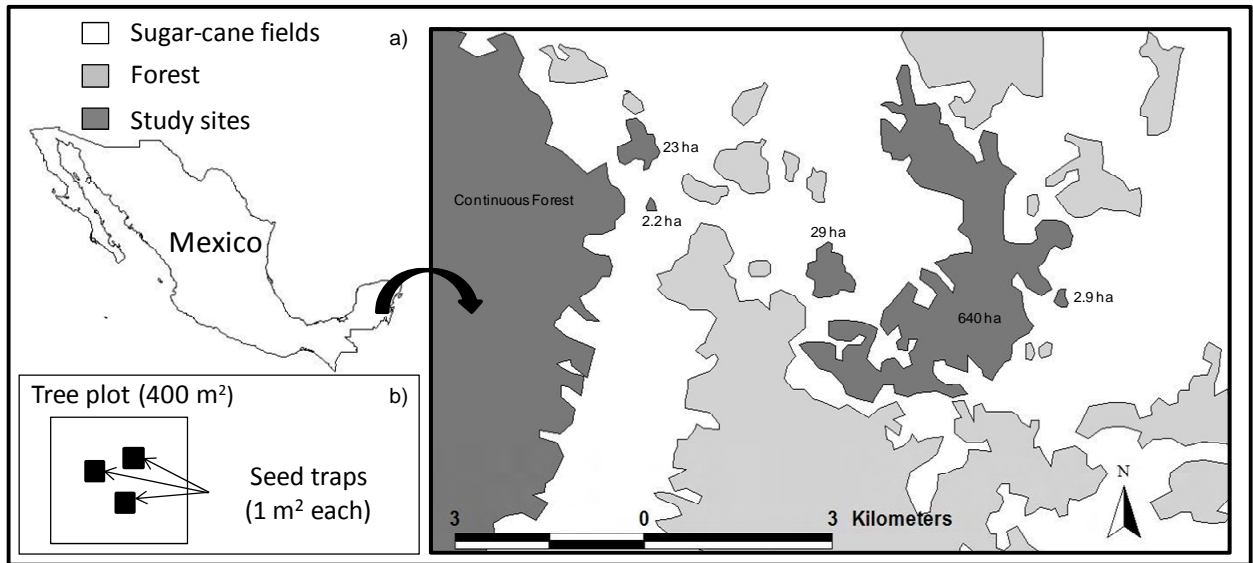 Sugar-cane fields
Forest
Study sites
a)
Mexico
Continuous Forest
23 ha
2.2 ha
29 ha
640 ha
2.9 ha
N
3 0 3 Kilometers
Tree plot (400 m²)
b)
Seed traps
(1 m² each)